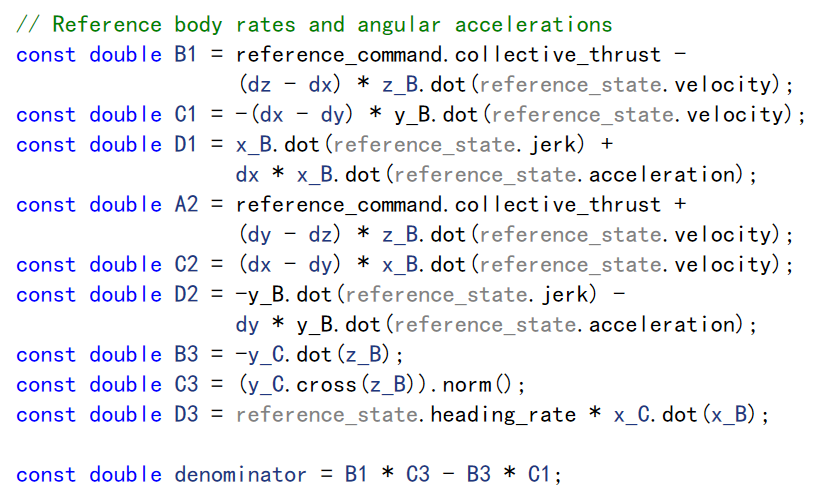 // Reference body rates and angular accelerations
const double B1 = reference_command.collective_thrust -
(dz - dx) * z_B.dot(reference_state.velocity);
const double C1 = -(dx - dy) * y_B.dot(reference_state.velocity);
const double D1 = x_B.dot(reference_state.jerk) +
dx * x_B.dot(reference_state.acceleration);
const double A2 = reference_command.collective_thrust +
(dy - dz) * z_B.dot(reference_state.velocity);
const double C2 = (dx - dy) * x_B.dot(reference_state.velocity);
const double D2 = -y_B.dot(reference_state.jerk) -
dy * y_B.dot(reference_state.acceleration);
const double B3 = -y_C.dot(z_B);
const double C3 = (y_C.cross(z_B)).norm();
const double D3 = reference_state.heading_rate * x_C.dot(x_B);
const double denominator = B1 * C3 - B3 * C1;